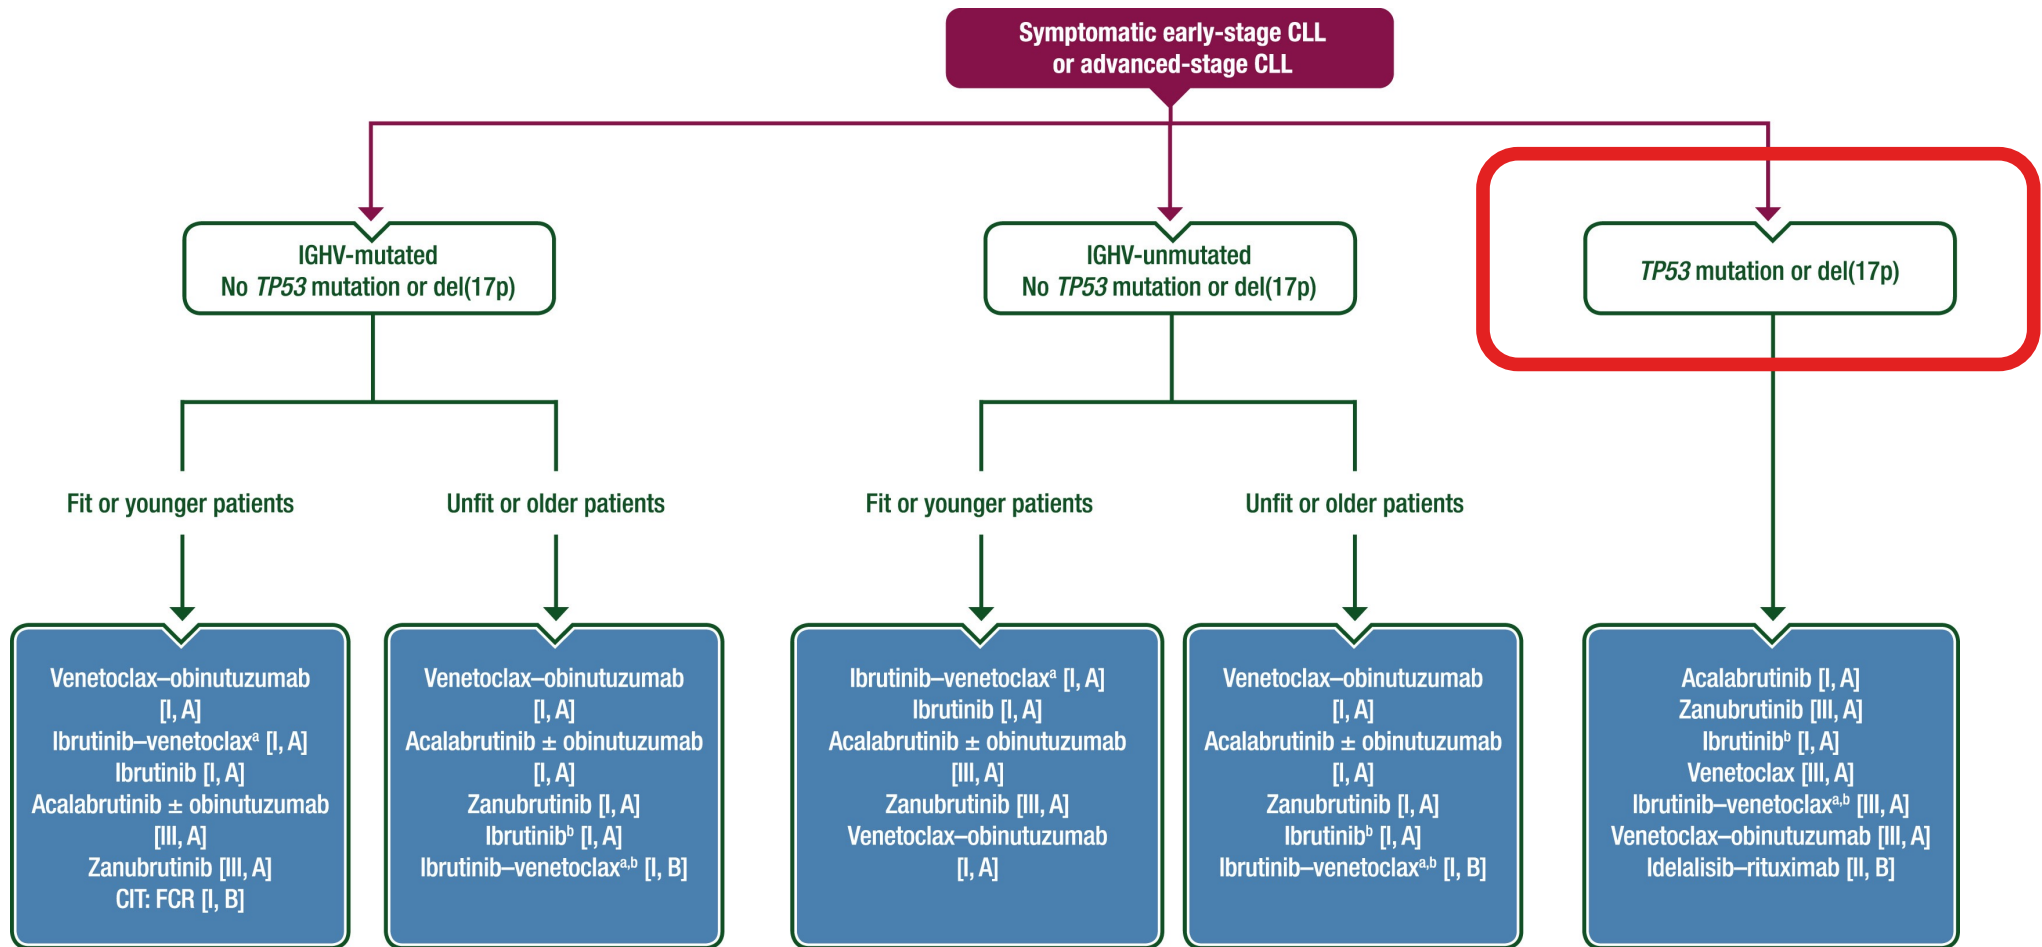 Symptomatic early-stage CLL
or advanced-stage CLL
IGHV-mutated
No TP53 mutation or del(17p)
IGHV-unmutated
No TP53 mutation or del(17p)
TP53 mutation or del(17p)
Fit or younger patients
Unfit or older patients
Fit or younger patients
Unfit or older patients
Venetoclax–obinutuzumab
[I, A]
Ibrutinib–venetoclaxᵃ [I, A]
Ibrutinib [I, A]
Acalabrutinib ± obinutuzumab
[III, A]
Zanubrutinib [III, A]
CIT: FCR [I, B]
Venetoclax–obinutuzumab
[I, A]
Acalabrutinib ± obinutuzumab
[I, A]
Zanubrutinib [I, A]
Ibrutinibᵇ [I, A]
Ibrutinib–venetoclaxᵃ,ᵇ [I, B]
Ibrutinib–venetoclaxᵃ [I, A]
Ibrutinib [I, A]
Acalabrutinib ± obinutuzumab
[III, A]
Zanubrutinib [III, A]
Venetoclax–obinutuzumab
[I, A]
Venetoclax–obinutuzumab
[I, A]
Acalabrutinib ± obinutuzumab
[I, A]
Zanubrutinib [I, A]
Ibrutinibᵇ [I, A]
Ibrutinib–venetoclaxᵃ,ᵇ [I, B]
Acalabrutinib [I, A]
Zanubrutinib [III, A]
Ibrutinibᵇ [I, A]
Venetoclax [III, A]
Ibrutinib–venetoclaxᵃ,ᵇ [III, A]
Venetoclax–obinutuzumab [III, A]
Idelalisib–rituximab [II, B]